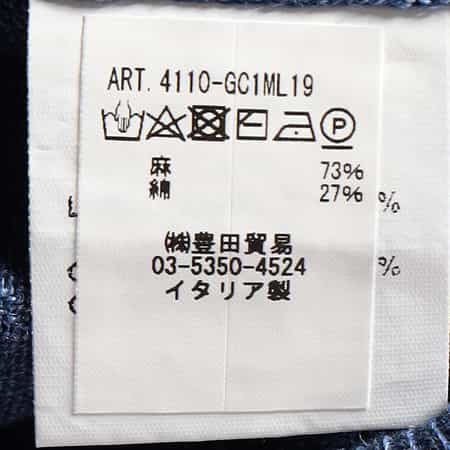 ART. 4110-GC1ML19
P
麻 73%
綿 27%
%
㈱豊田貿易
%
03-5350-4524
イタリア製